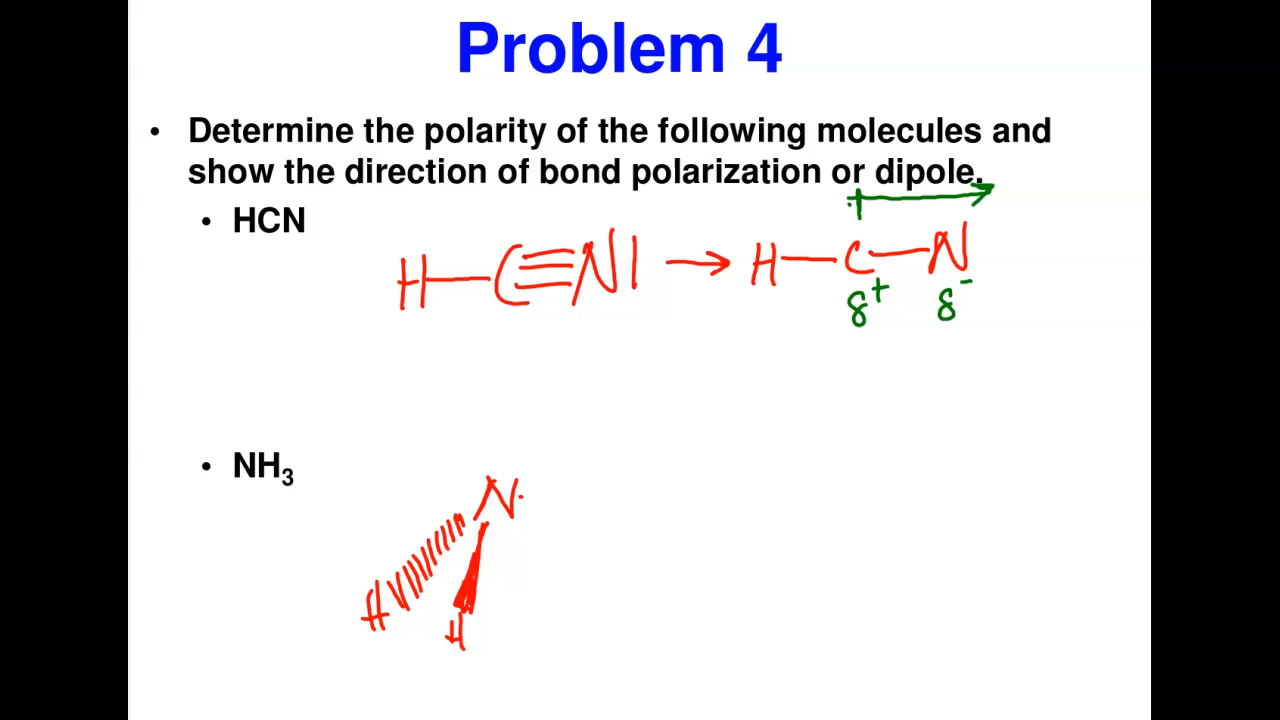 Problem 4
• Determine the polarity of the following molecules and
show the direction of bond polarization or dipole.
• HCN
H—C≡N| → H—C—N
δ+ δ-
• NH₃
N
H
H